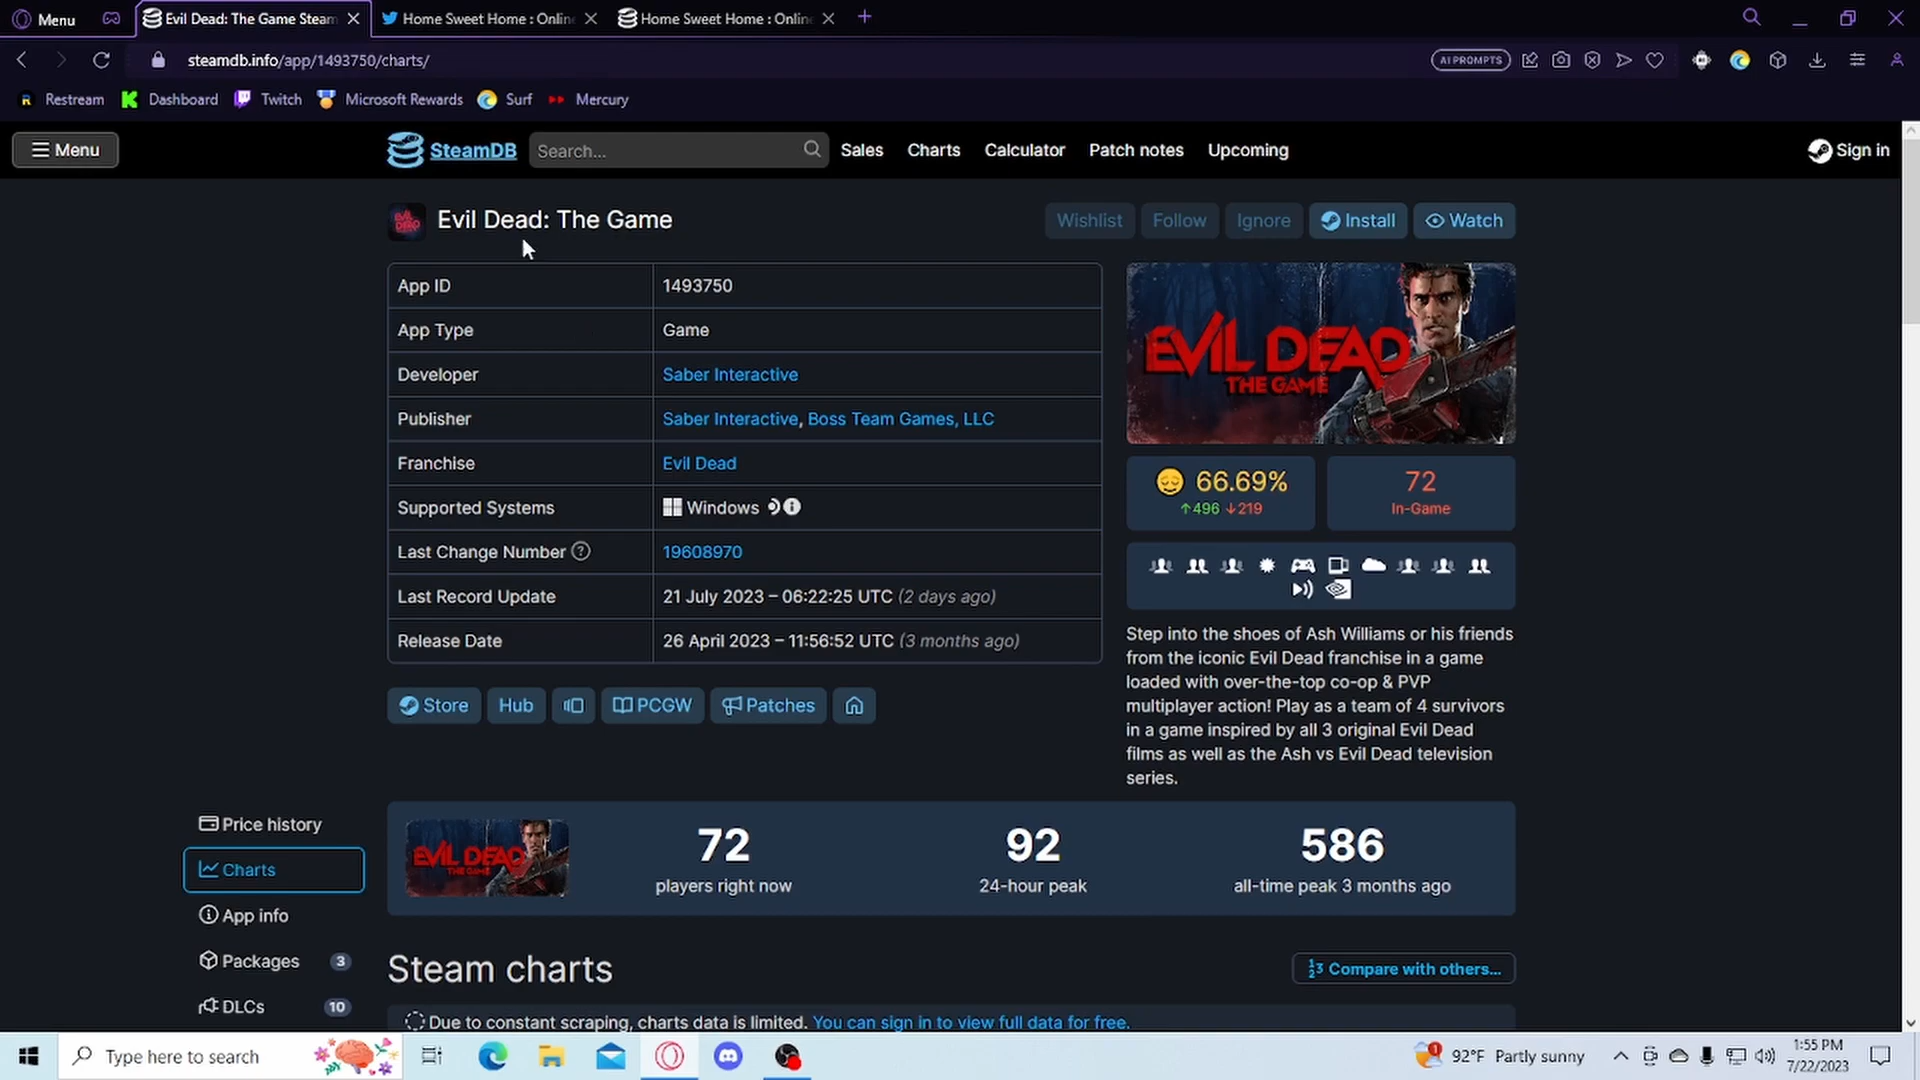 Menu
Evil Dead: The Game Steam
Home Sweet Home : Onlin
Home Sweet Home : Onlin
steamdb.info/app/1493750/charts/
AI PROMPTS
Restream
Dashboard
Twitch
Microsoft Rewards
Surf
Mercury
Menu
SteamDB
Search...
Sales
Charts
Calculator
Patch notes
Upcoming
Sign in
EVIL DEAD
Evil Dead: The Game
Wishlist
Follow
Ignore
Install
Watch
App ID 1493750
App Type Game
Developer Saber Interactive
Publisher Saber Interactive, Boss Team Games, LLC
Franchise Evil Dead
Supported Systems Windows
Last Change Number ? 19608970
Last Record Update 21 July 2023 – 06:22:25 UTC (2 days ago)
Release Date 26 April 2023 – 11:56:52 UTC (3 months ago)
EVIL DEAD
THE GAME
66.69%
↑496 ↓219
72
In-Game
Step into the shoes of Ash Williams or his friends
from the iconic Evil Dead franchise in a game
loaded with over-the-top co-op & PVP
multiplayer action! Play as a team of 4 survivors
in a game inspired by all 3 original Evil Dead
films as well as the Ash vs Evil Dead television
series.
Store
Hub
PCGW
Patches
Price history
Charts
App info
Packages 3
DLCs 10
EVIL DEAD
THE GAME
72
players right now
92
24-hour peak
586
all-time peak 3 months ago
Steam charts
Compare with others...
Due to constant scraping, charts data is limited. You can sign in to view full data for free.
Type here to search
1
92°F Partly sunny
1:55 PM
7/22/2023